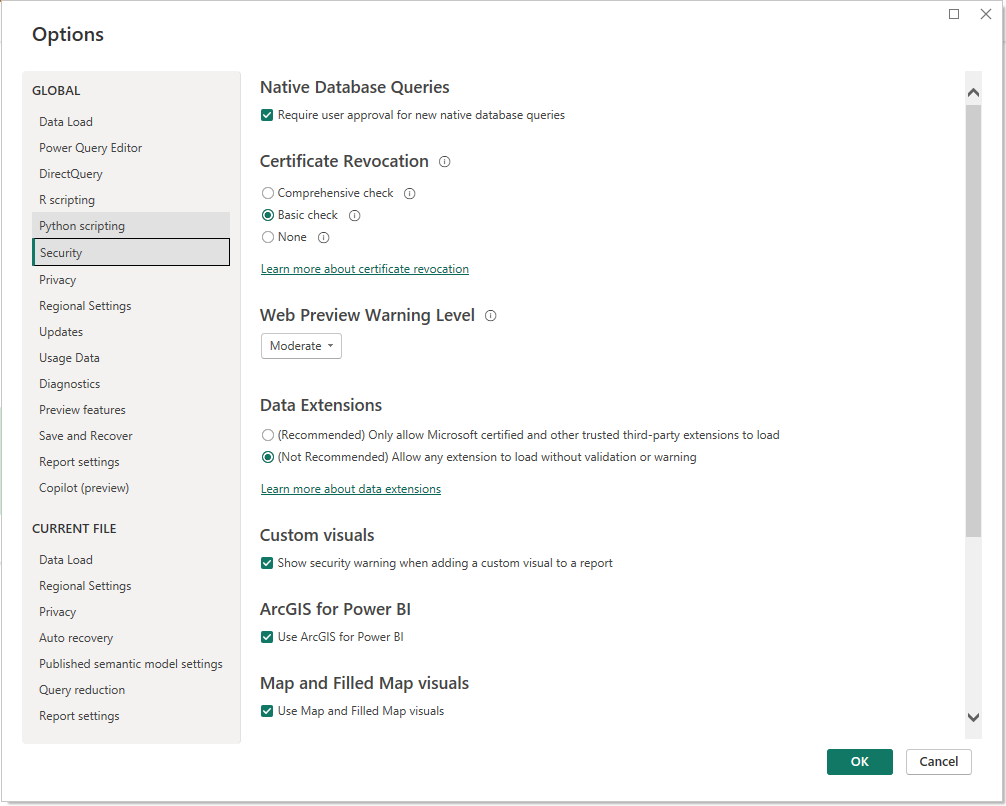 Options
GLOBAL
Data Load
Power Query Editor
DirectQuery
R scripting
Python scripting
Security
Privacy
Regional Settings
Updates
Usage Data
Diagnostics
Preview features
Save and Recover
Report settings
Copilot (preview)
CURRENT FILE
Data Load
Regional Settings
Privacy
Auto recovery
Published semantic model settings
Query reduction
Report settings
Native Database Queries
Require user approval for new native database queries
Certificate Revocation
Comprehensive check
Basic check
None
Learn more about certificate revocation
Web Preview Warning Level
Moderate
Data Extensions
(Recommended) Only allow Microsoft certified and other trusted third-party extensions to load
(Not Recommended) Allow any extension to load without validation or warning
Learn more about data extensions
Custom visuals
Show security warning when adding a custom visual to a report
ArcGIS for Power BI
Use ArcGIS for Power BI
Map and Filled Map visuals
Use Map and Filled Map visuals
OK
Cancel